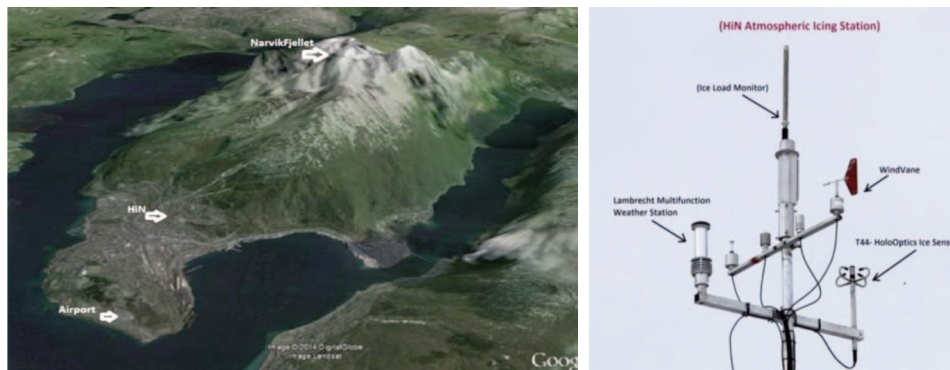 NarvikFjellet
HiN
Airport
Image © 2014 DigitalGlobe
Image Landsat
Goog
(HiN Atmospheric Icing Station)
(Ice Load Monitor)
WindVane
Lambrecht Multifunction
Weather Station
T44- HoloOptics Ice Sens